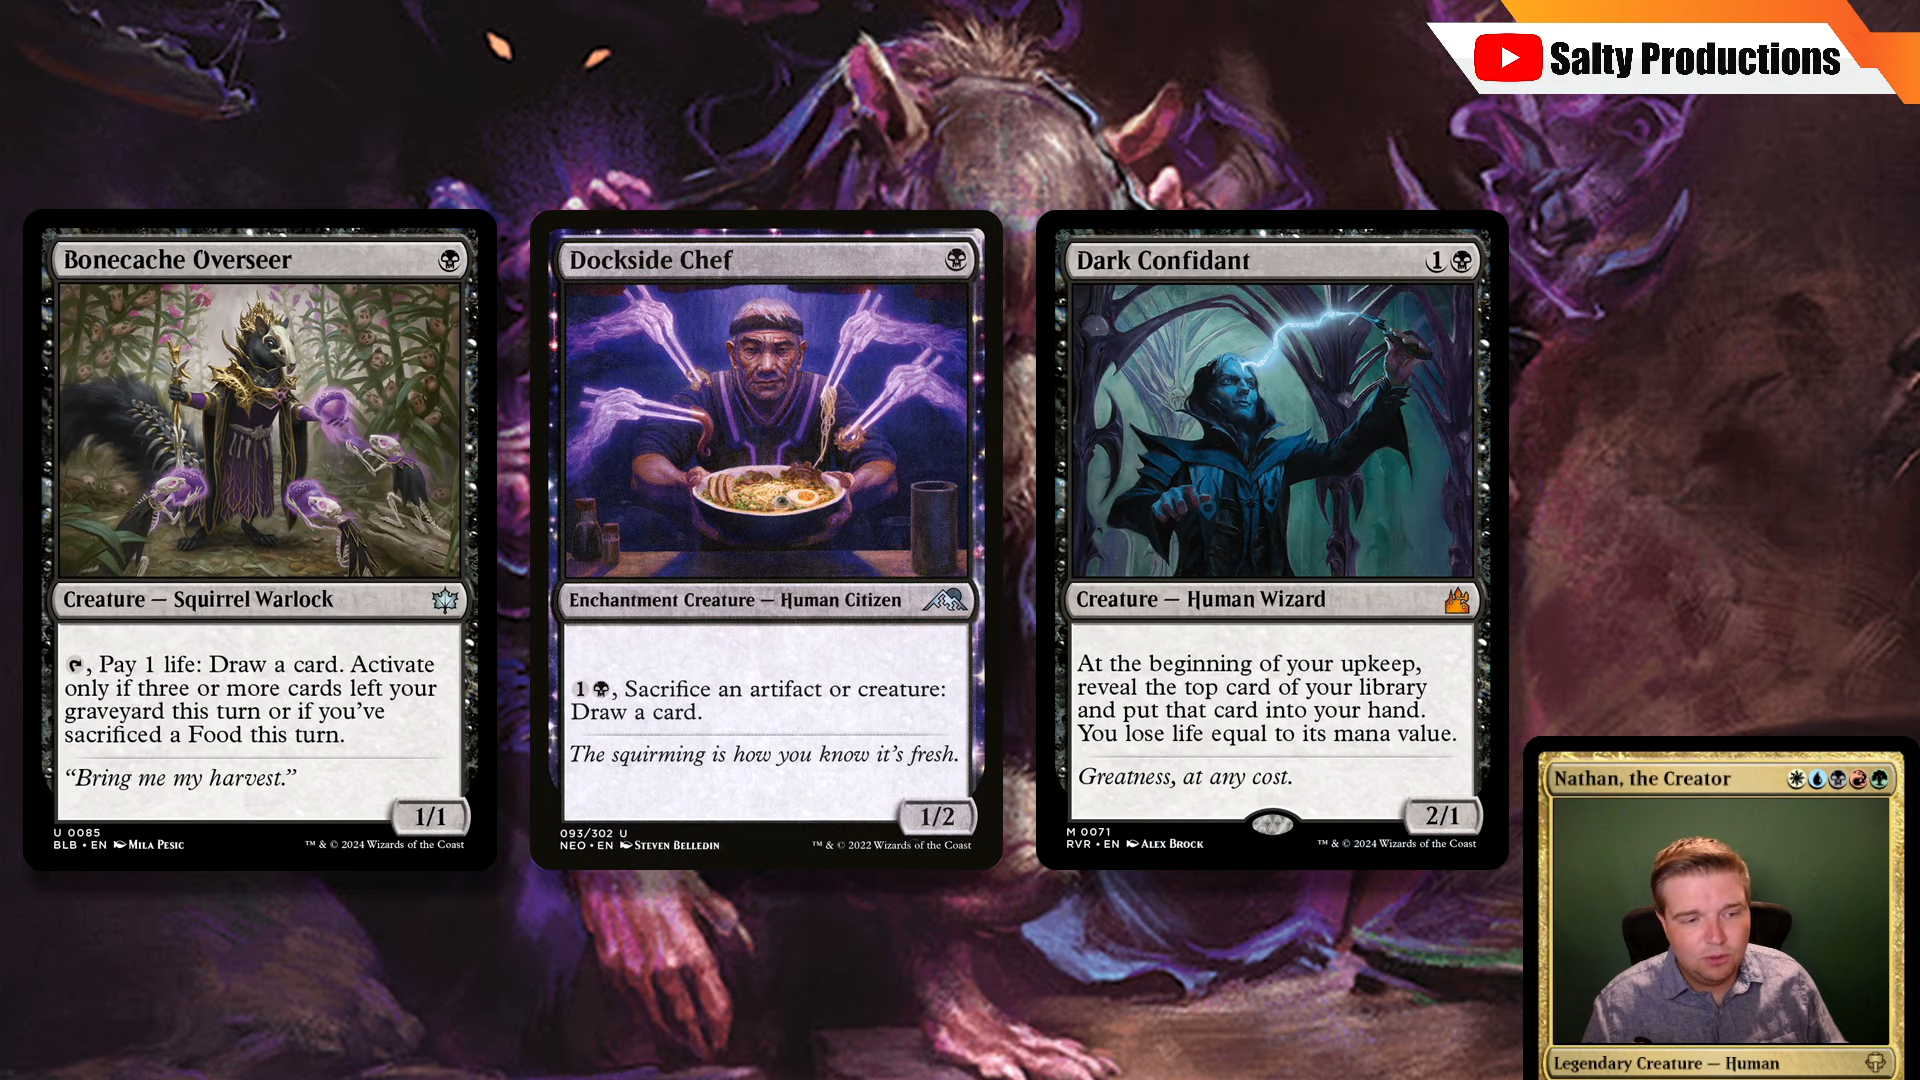 Salty Productions
Bonecache Overseer
Creature — Squirrel Warlock
, Pay 1 life: Draw a card. Activate
only if three or more cards left your
graveyard this turn or if you've
sacrificed a Food this turn.
“Bring me my harvest.”
1/1
U 0085
BLB • EN Mila Pesic
™ & © 2024 Wizards of the Coast
Dockside Chef
Enchantment Creature — Human Citizen
1 , Sacrifice an artifact or creature:
Draw a card.
The squirming is how you know it's fresh.
1/2
093/302 U
NEO • EN Steven Belledin
™ & © 2022 Wizards of the Coast
Dark Confidant 1
Creature — Human Wizard
At the beginning of your upkeep,
reveal the top card of your library
and put that card into your hand.
You lose life equal to its mana value.
Greatness, at any cost.
2/1
M 0071
RVR • EN Alex Brock
™ & © 2024 Wizards of the Coast
Nathan, the Creator
Legendary Creature — Human